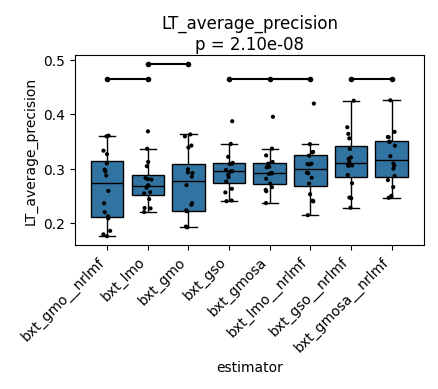 LT_average_precision
p = 2.10e-08
LT_average_precision
0.5
0.4
0.3
0.2
bxt_gmo__nrlmf
bxt_lmo
bxt_gmo
bxt_gso
bxt_gmosa
bxt_lmo__nrlmf
bxt_gso__nrlmf
bxt_gmosa__nrlmf
estimator